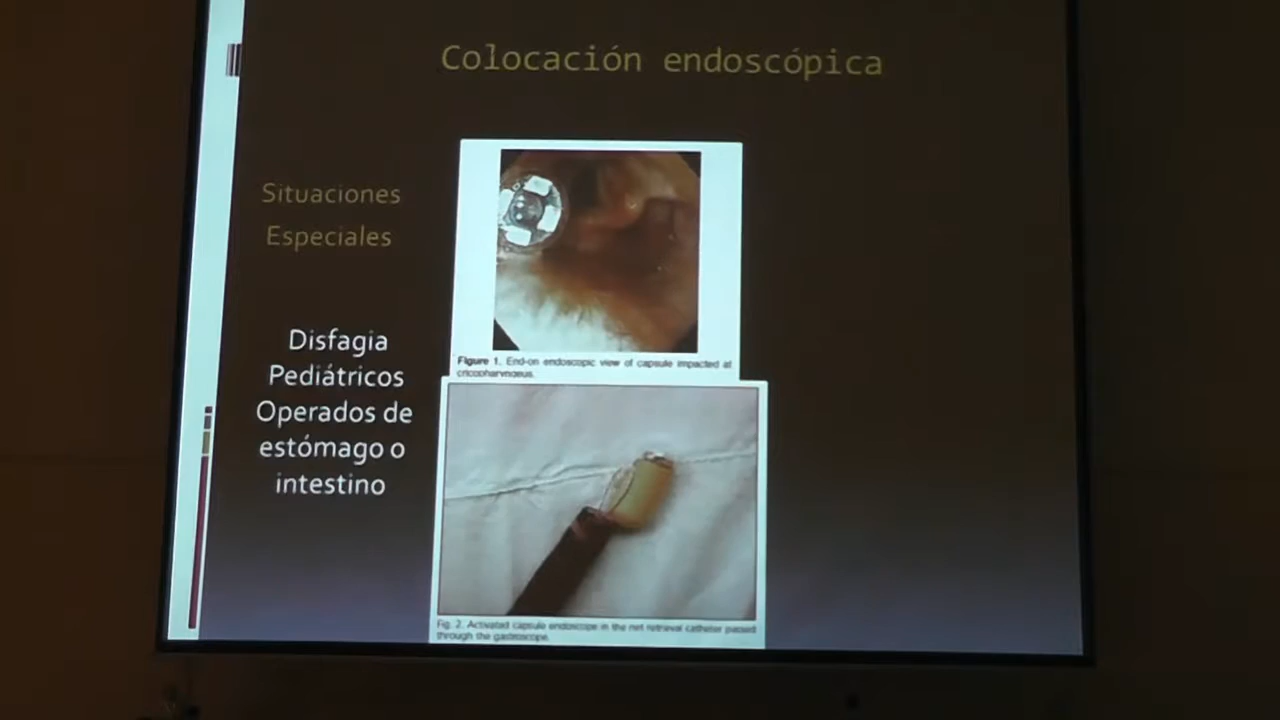 Colocación endoscópica
Situaciones
Especiales
Disfagia
Pediátricos
Operados de
estómago o
intestino
Figure 1. End-on endoscopic view of capsule impacted at
cricopharyngeus.
Fig. 2. Activated capsule endoscope in the net retrieval catheter passed
through the gastroscope.